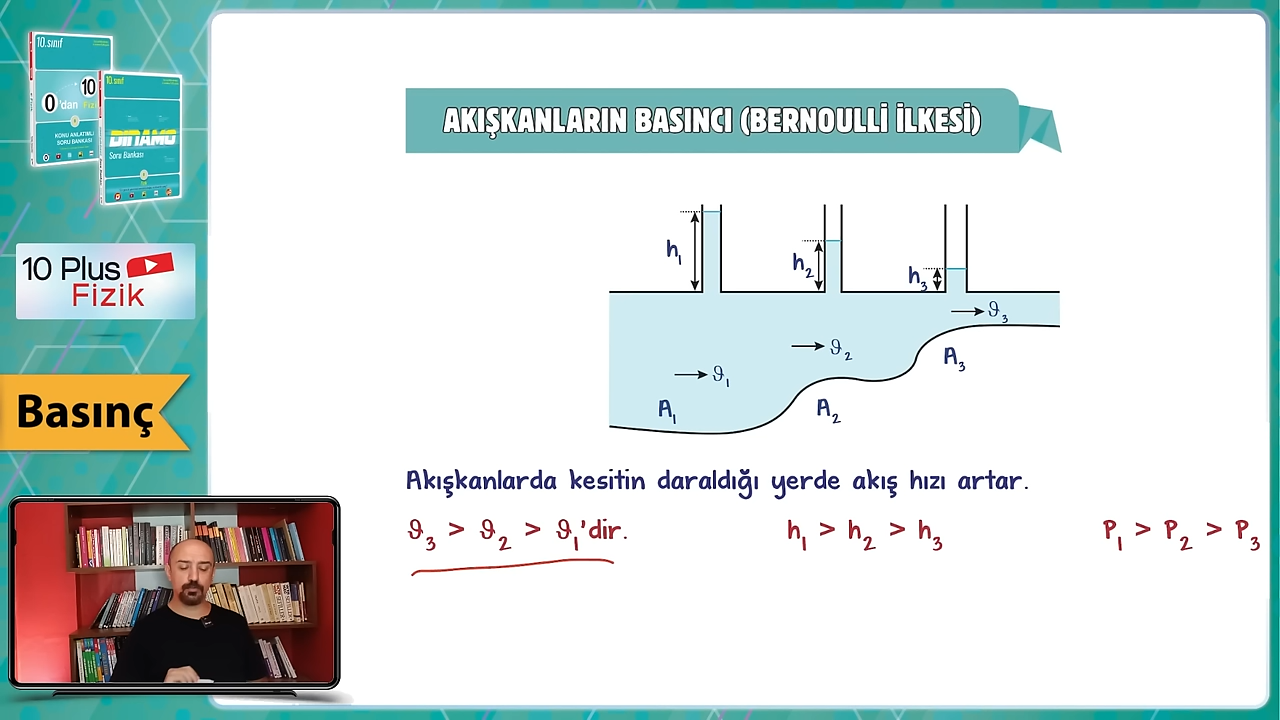 10.sınıf
0'dan 10
Fizik
KONU ANLATIMLI
SORU BANKASI
10.sınıf
DİNAMO
Soru Bankası
10 Plus
Fizik
Basınç
AKIŞKANLARIN BASINCI (BERNOULLİ İLKESİ)
h₁ h₂ h₃
ϑ₃
ϑ₂
ϑ₁
A₁ A₂ A₃
Akışkanlarda kesitin daraldığı yerde akış hızı artar.
ϑ₃ > ϑ₂ > ϑ₁'dir. h₁ > h₂ > h₃ P₁ > P₂ > P₃